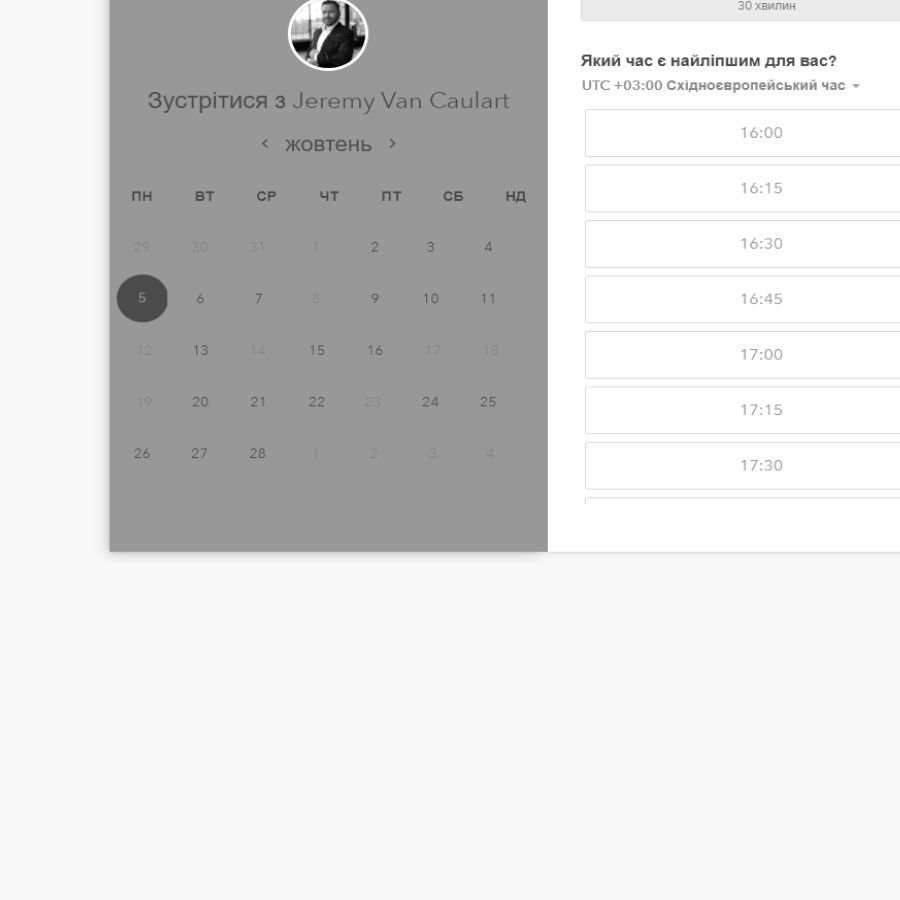 Зустрітися з Jeremy Van Caulart
‹ жовтень ›
ПН ВТ СР ЧТ ПТ СБ НД
29 30 31 1 2 3 4
5 6 7 8 9 10 11
12 13 14 15 16 17 18
19 20 21 22 23 24 25
26 27 28 1 2 3 4
30 хвилин
Який час є найліпшим для вас?
UTC +03:00 Східноєвропейський час
16:00
16:15
16:30
16:45
17:00
17:15
17:30